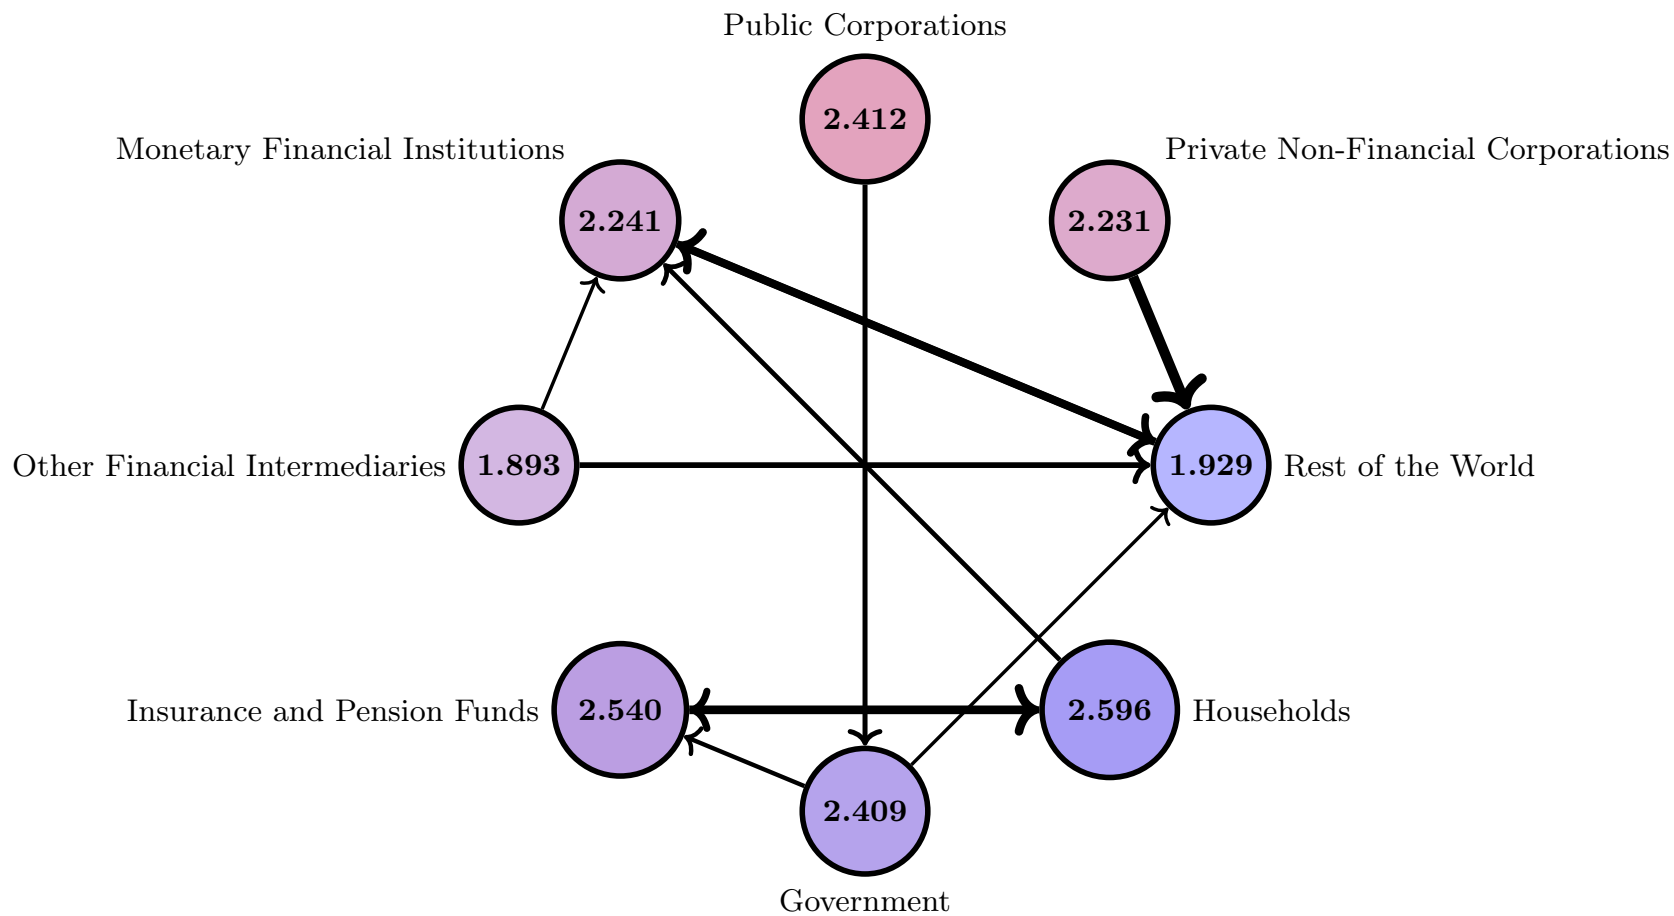 Public Corporations
2.412
Monetary Financial Institutions
Private Non-Financial Corporations
2.241
2.231
Other Financial Intermediaries
1.893
1.929
Rest of the World
Insurance and Pension Funds
2.540
2.596
Households
2.409
Government